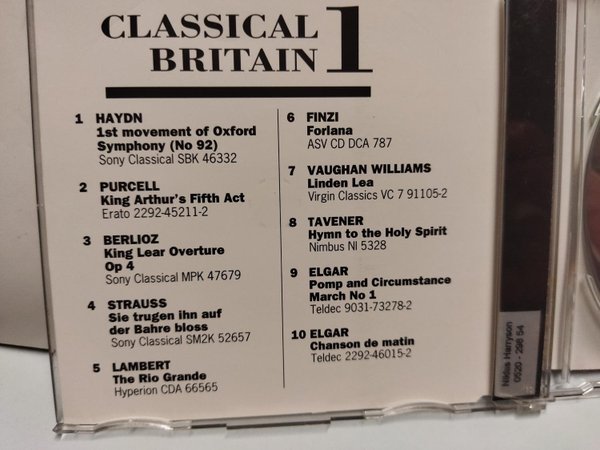 CLASSICAL
BRITAIN 1
1 HAYDN
1st movement of Oxford
Symphony (No 92)
Sony Classical SBK 46332
2 PURCELL
King Arthur's Fifth Act
Erato 2292-45211-2
3 BERLIOZ
King Lear Overture
Op 4
Sony Classical MPK 47679
4 STRAUSS
Sie trugen ihn auf
der Bahre bloss
Sony Classical SM2K 52657
5 LAMBERT
The Rio Grande
Hyperion CDA 66565
6 FINZI
Forlana
ASV CD DCA 787
7 VAUGHAN WILLIAMS
Linden Lea
Virgin Classics VC 7 91105-2
8 TAVENER
Hymn to the Holy Spirit
Nimbus NI 5328
9 ELGAR
Pomp and Circumstance
March No 1
Teldec 9031-73278-2
10 ELGAR
Chanson de matin
Teldec 2292-46015-2
Niklas Harryson
0520 - 296 54